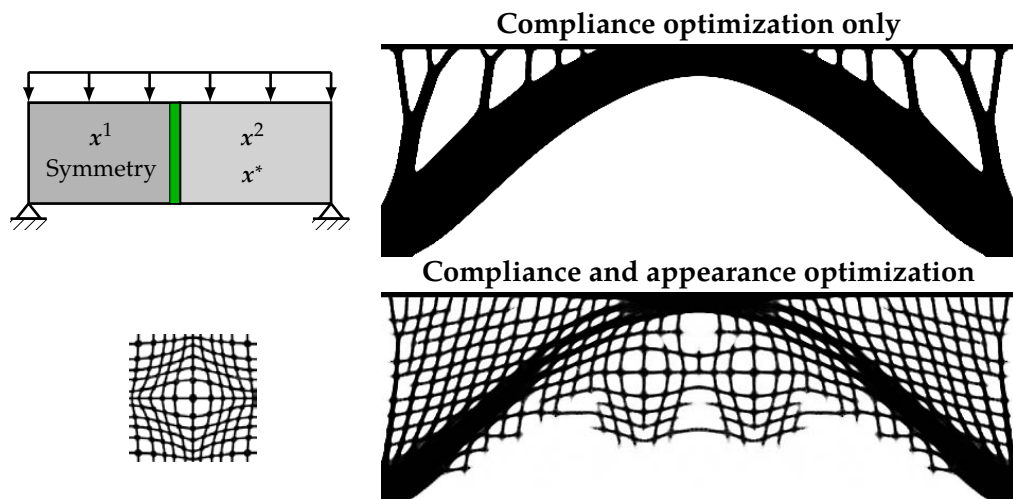 Compliance optimization only
x¹
Symmetry
x²
x*
Compliance and appearance optimization